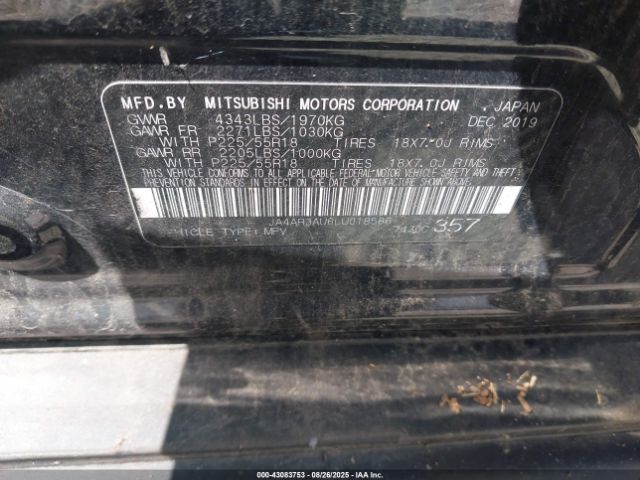 MFD.BY MITSUBISHI MOTORS CORPORATION , JAPAN
GVWR 4343LBS/1970KG DEC 2019
GAWR FR 2271LBS/1030KG
WITH P225/55R18 TIRES 18X7.0J RIMS
GAWR RR 2205LBS/1000KG
WITH P225/55R18 TIRES 18X7.0J RIMS
THIS VEHICLE CONFORMS TO ALL APPLICABLE FEDERAL MOTOR VEHICLE SAFETY AND THEFT
PREVENTION STANDARDS IN EFFECT ON THE DATE OF MANUFACTURE SHOWN ABOVE.
VEHICLE TYPE: MPV 357
000-43083753 - 08/26/2025 - IAA Inc.